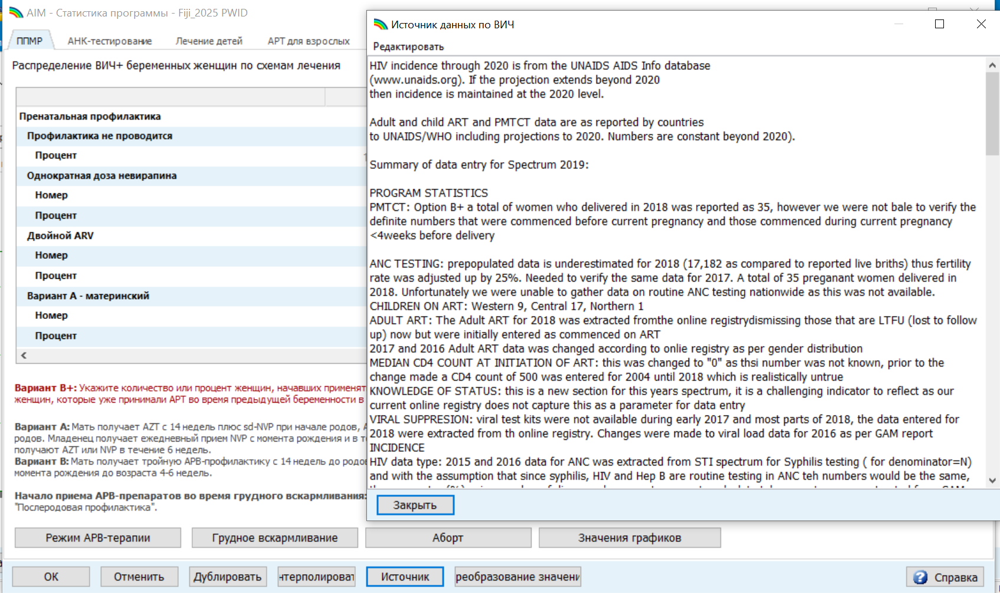 AIM - Статистика программы - Fiji_2025 PWID
ППМР
АНК-тестирование
Лечение детей
АРТ для взрослых
Распределение ВИЧ+ беременных женщин по схемам лечения
Пренатальная профилактика
Профилактика не проводится
Процент
Однократная доза невирапина
Номер
Процент
Двойной ARV
Номер
Процент
Вариант А - материнский
Номер
Процент
Вариант B+: Укажите количество или процент женщин, начавших
женщин, которые уже принимали АРТ во время предыдущей беременности в
Вариант А: Мать получает AZT с 14 недель плюс sd-NVP при начале родов,
родов. Младенец получает ежедневный прием NVP с момента рождения и в
получают AZT или NVP в течение 6 недель.
Вариант B: Мать получает тройную АРВ-профилактику с 14 недель до
момента рождения до возраста 4-6 недель.
Начало приема АРВ-препаратов во время грудного вскармливания:
"Послеродовая профилактика".
Режим АРВ-терапии
Грудное вскармливание
Аборт
Значения графиков
ОК
Отменить
Дублировать
нтерполироват
Источник
реобразование значени
Справка
Источник данных по ВИЧ
Редактировать
HIV incidence through 2020 is from the UNAIDS AIDS Info database
(www.unaids.org). If the projection extends beyond 2020
then incidence is maintained at the 2020 level.
Adult and child ART and PMTCT data are as reported by countries
to UNAIDS/WHO including projections to 2020. Numbers are constant beyond 2020).
Summary of data entry for Spectrum 2019:
PROGRAM STATISTICS
PMTCT: Option B+ a total of women who delivered in 2018 was reported as 35, however we were not bale to verify the
definite numbers that were commenced before current pregnancy and those commenced during current pregnancy
<4weeks before delivery
ANC TESTING: prepopulated data is underestimated for 2018 (17,182 as compared to reported live briths) thus fertility
rate was adjusted up by 25%. Needed to verify the same data for 2017. A total of 35 preganant women delivered in
2018. Unfortunately we were unable to gather data on routine ANC testing nationwide as this was not available.
CHILDREN ON ART: Western 9, Central 17, Northern 1
ADULT ART: The Adult ART for 2018 was extracted fromthe online registrydismissing those that are LTFU (lost to follow
up) now but were initially entered as commenced on ART
2017 and 2016 Adult ART data was changed according to onlie registry as per gender distribution
MEDIAN CD4 COUNT AT INITIATION OF ART: this was changed to "0" as thsi number was not known, prior to the
change made a CD4 count of 500 was entered for 2004 until 2018 which is realistically untrue
KNOWLEDGE OF STATUS: this is a new section for this years spectrum, it is a challenging indicator to reflect as our
current online registry does not capture this as a parameter for data entry
VIRAL SUPPRESION: viral test kits were not available during early 2017 and most parts of 2018, the data entered for
2018 were extracted from th online registry. Changes were made to viral load data for 2016 as per GAM report
INCIDENCE
HIV data type: 2015 and 2016 data for ANC was extracted from STI spectrum for Syphilis testing ( for denominator=N)
and with the assumption that since syphilis, HIV and Hep B are routine testing in ANC teh numbers would be the same,
Закрыть